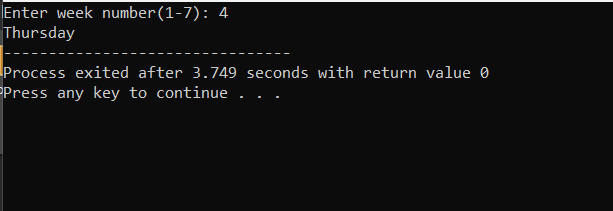 Enter week number(1-7): 4
Thursday
--------------------------------
Process exited after 3.749 seconds with return value 0
Press any key to continue . . .